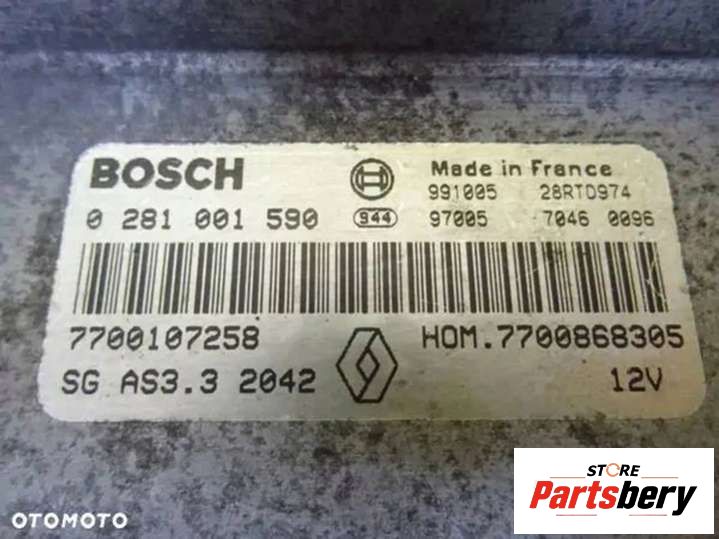 BOSCH
Made in France
991005 28RTD974
0 281 001 590 944 97005 7046 0096
7700107258 HOM.7700868305
SG AS3.3 2042 12V
STORE
Partsbery
OTOMOTO